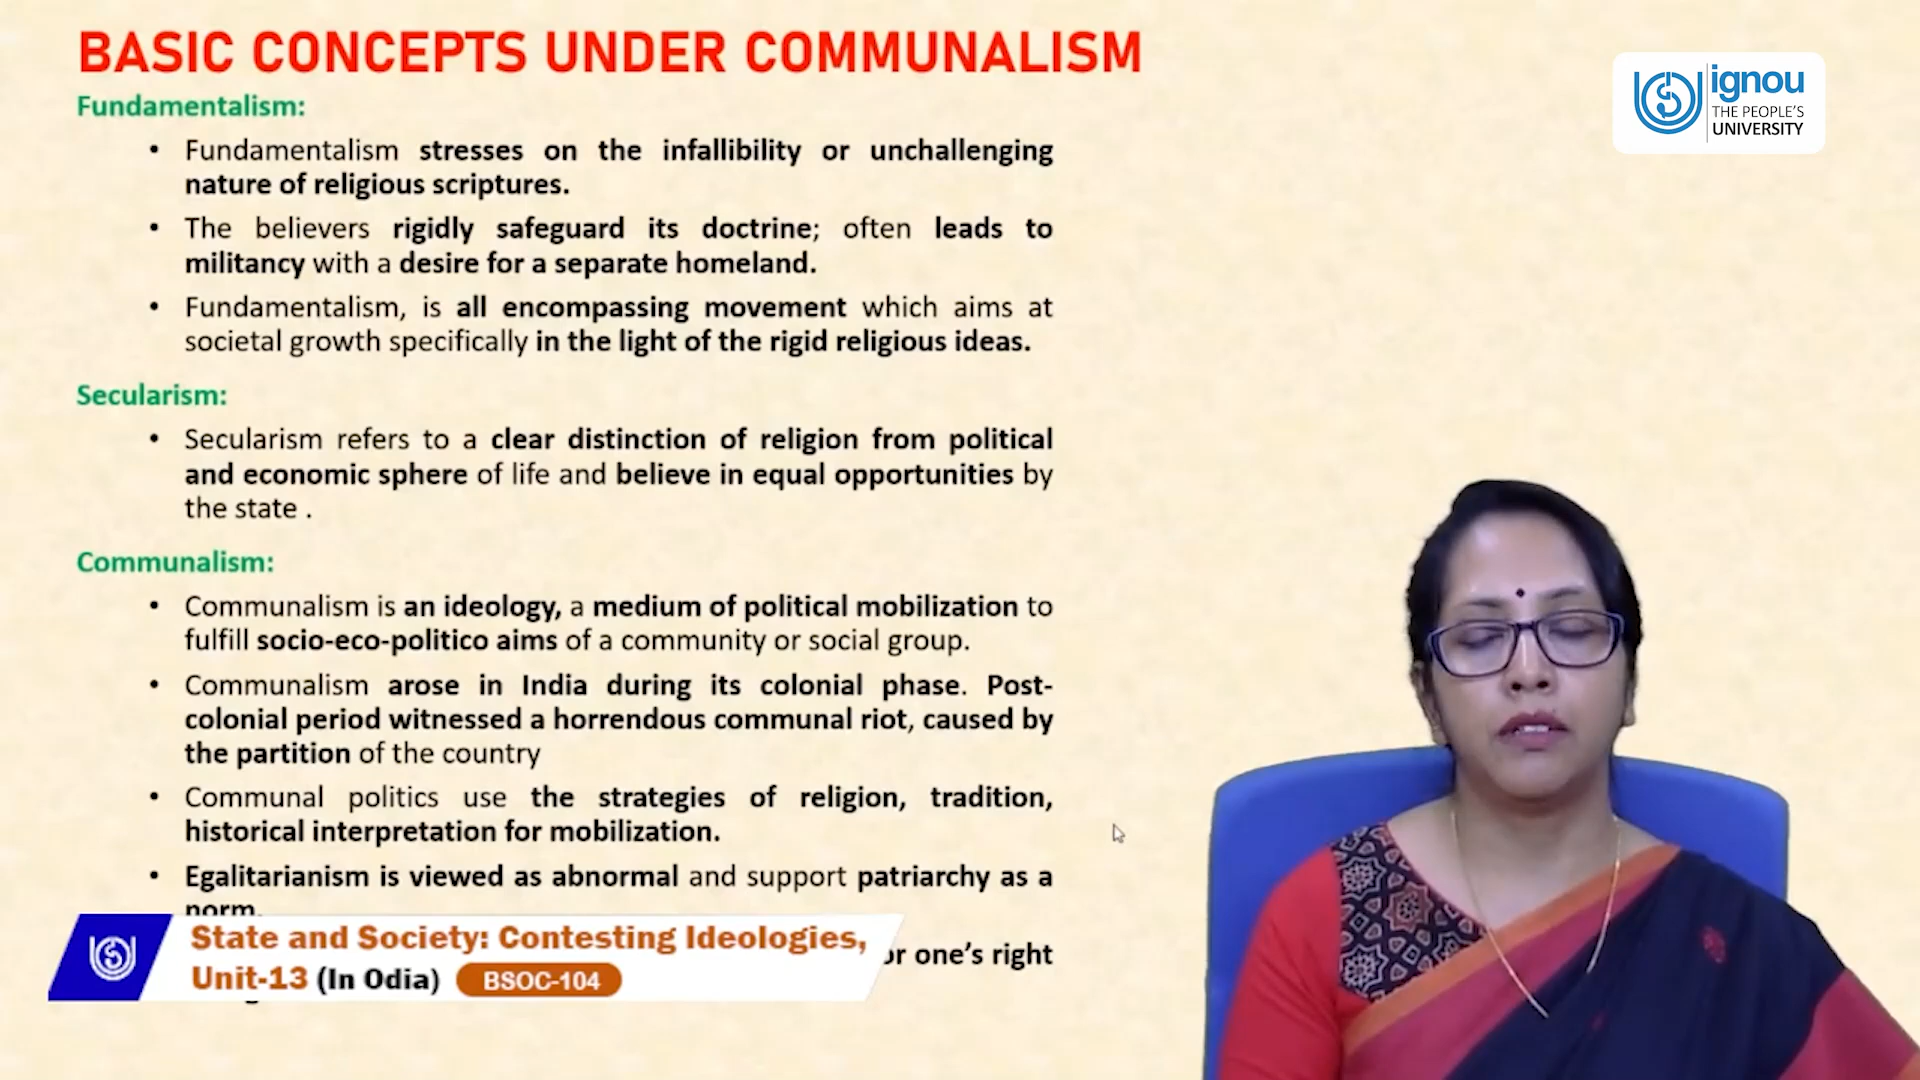 BASIC CONCEPTS UNDER COMMUNALISM
ignou
THE PEOPLE'S
UNIVERSITY
Fundamentalism:
• Fundamentalism stresses on the infallibility or unchallenging
nature of religious scriptures.
• The believers rigidly safeguard its doctrine; often leads to
militancy with a desire for a separate homeland.
• Fundamentalism, is all encompassing movement which aims at
societal growth specifically in the light of the rigid religious ideas.
Secularism:
• Secularism refers to a clear distinction of religion from political
and economic sphere of life and believe in equal opportunities by
the state .
Communalism:
• Communalism is an ideology, a medium of political mobilization to
fulfill socio-eco-politico aims of a community or social group.
• Communalism arose in India during its colonial phase. Post-
colonial period witnessed a horrendous communal riot, caused by
the partition of the country
• Communal politics use the strategies of religion, tradition,
historical interpretation for mobilization.
• Egalitarianism is viewed as abnormal and support patriarchy as a
norm.
one's right
State and Society: Contesting Ideologies,
Unit-13 (In Odia) BSOC-104